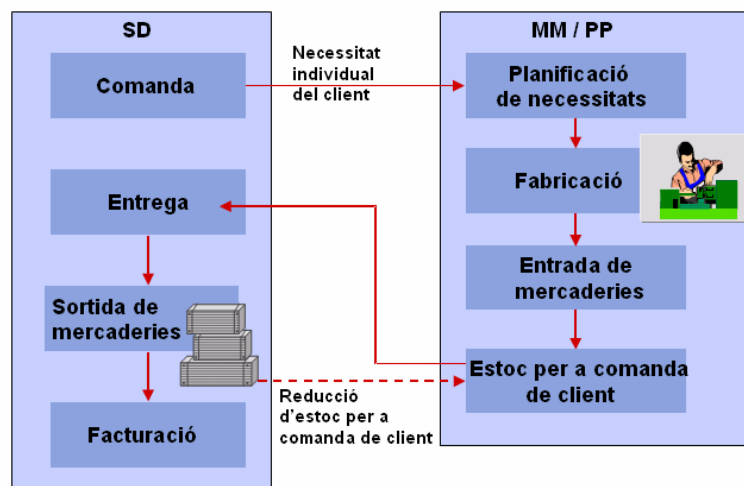 SD
Comanda
Entrega
Sortida de
mercaderies
Facturació
Necessitat
individual
del client
Reducció
d'estoc per a
comanda de client
MM / PP
Planificació
de necessitats
Fabricació
Entrada de
mercaderies
Estoc per a comanda
de client